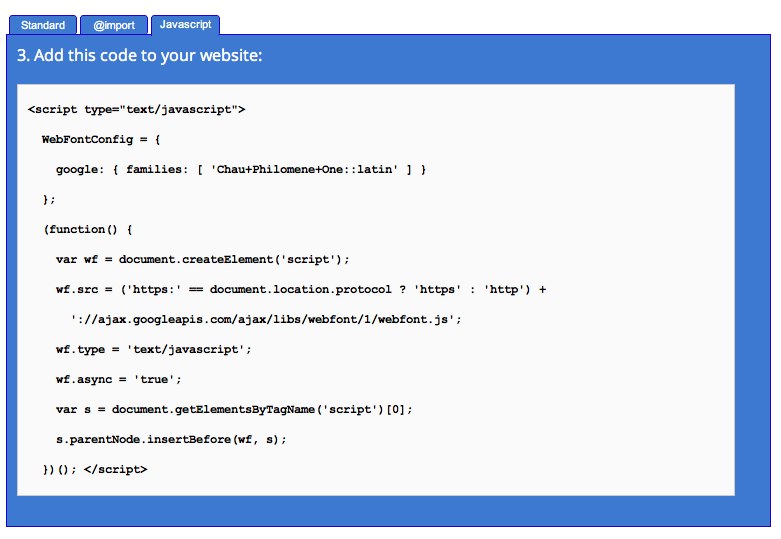 Standard @import Javascript
3. Add this code to your website:
<script type="text/javascript">
WebFontConfig = {
google: { families: [ 'Chau+Philomene+One::latin' ] }
};
(function() {
var wf = document.createElement('script');
wf.src = ('https:' == document.location.protocol ? 'https' : 'http') +
'://ajax.googleapis.com/ajax/libs/webfont/1/webfont.js';
wf.type = 'text/javascript';
wf.async = 'true';
var s = document.getElementsByTagName('script')[0];
s.parentNode.insertBefore(wf, s);
})(); </script>